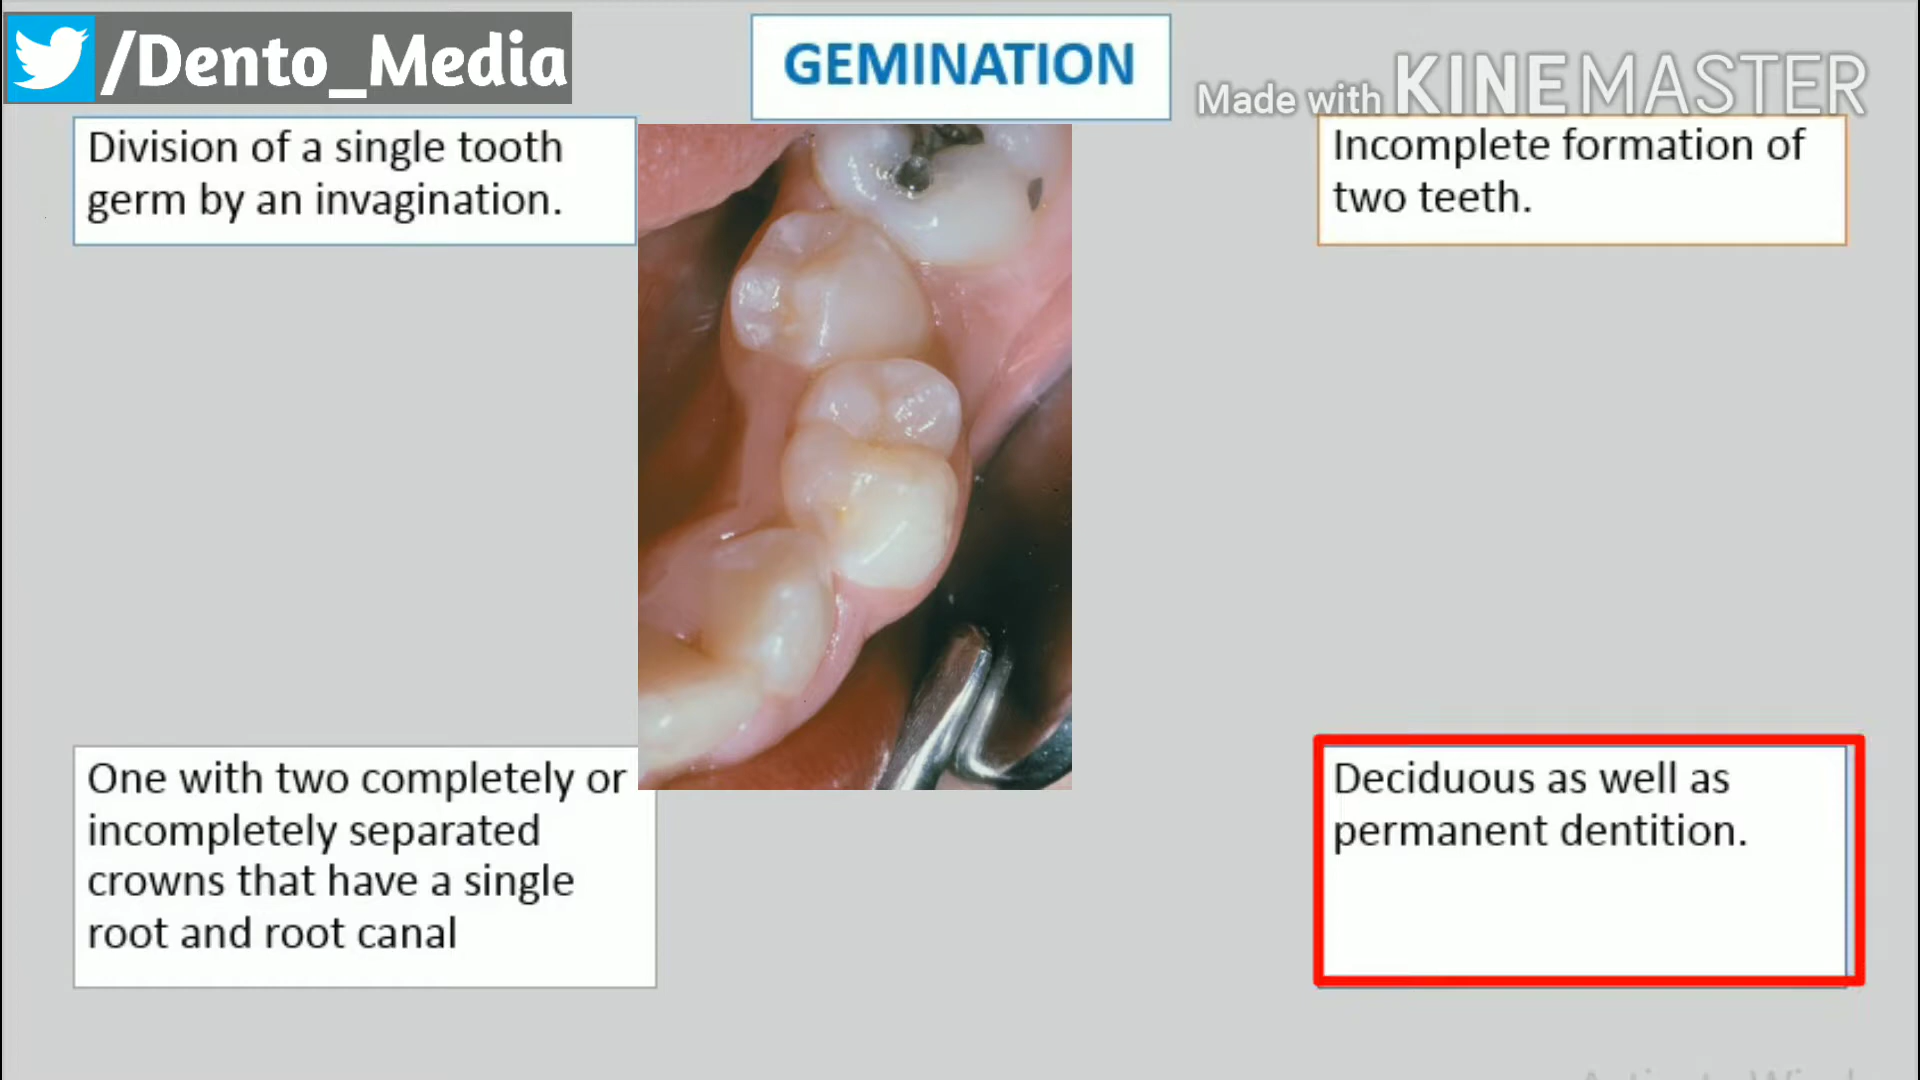 /Dento_Media
GEMINATION
Made with KINEMASTER
Division of a single tooth
germ by an invagination.
Incomplete formation of
two teeth.
One with two completely or
incompletely separated
crowns that have a single
root and root canal
Deciduous as well as
permanent dentition.